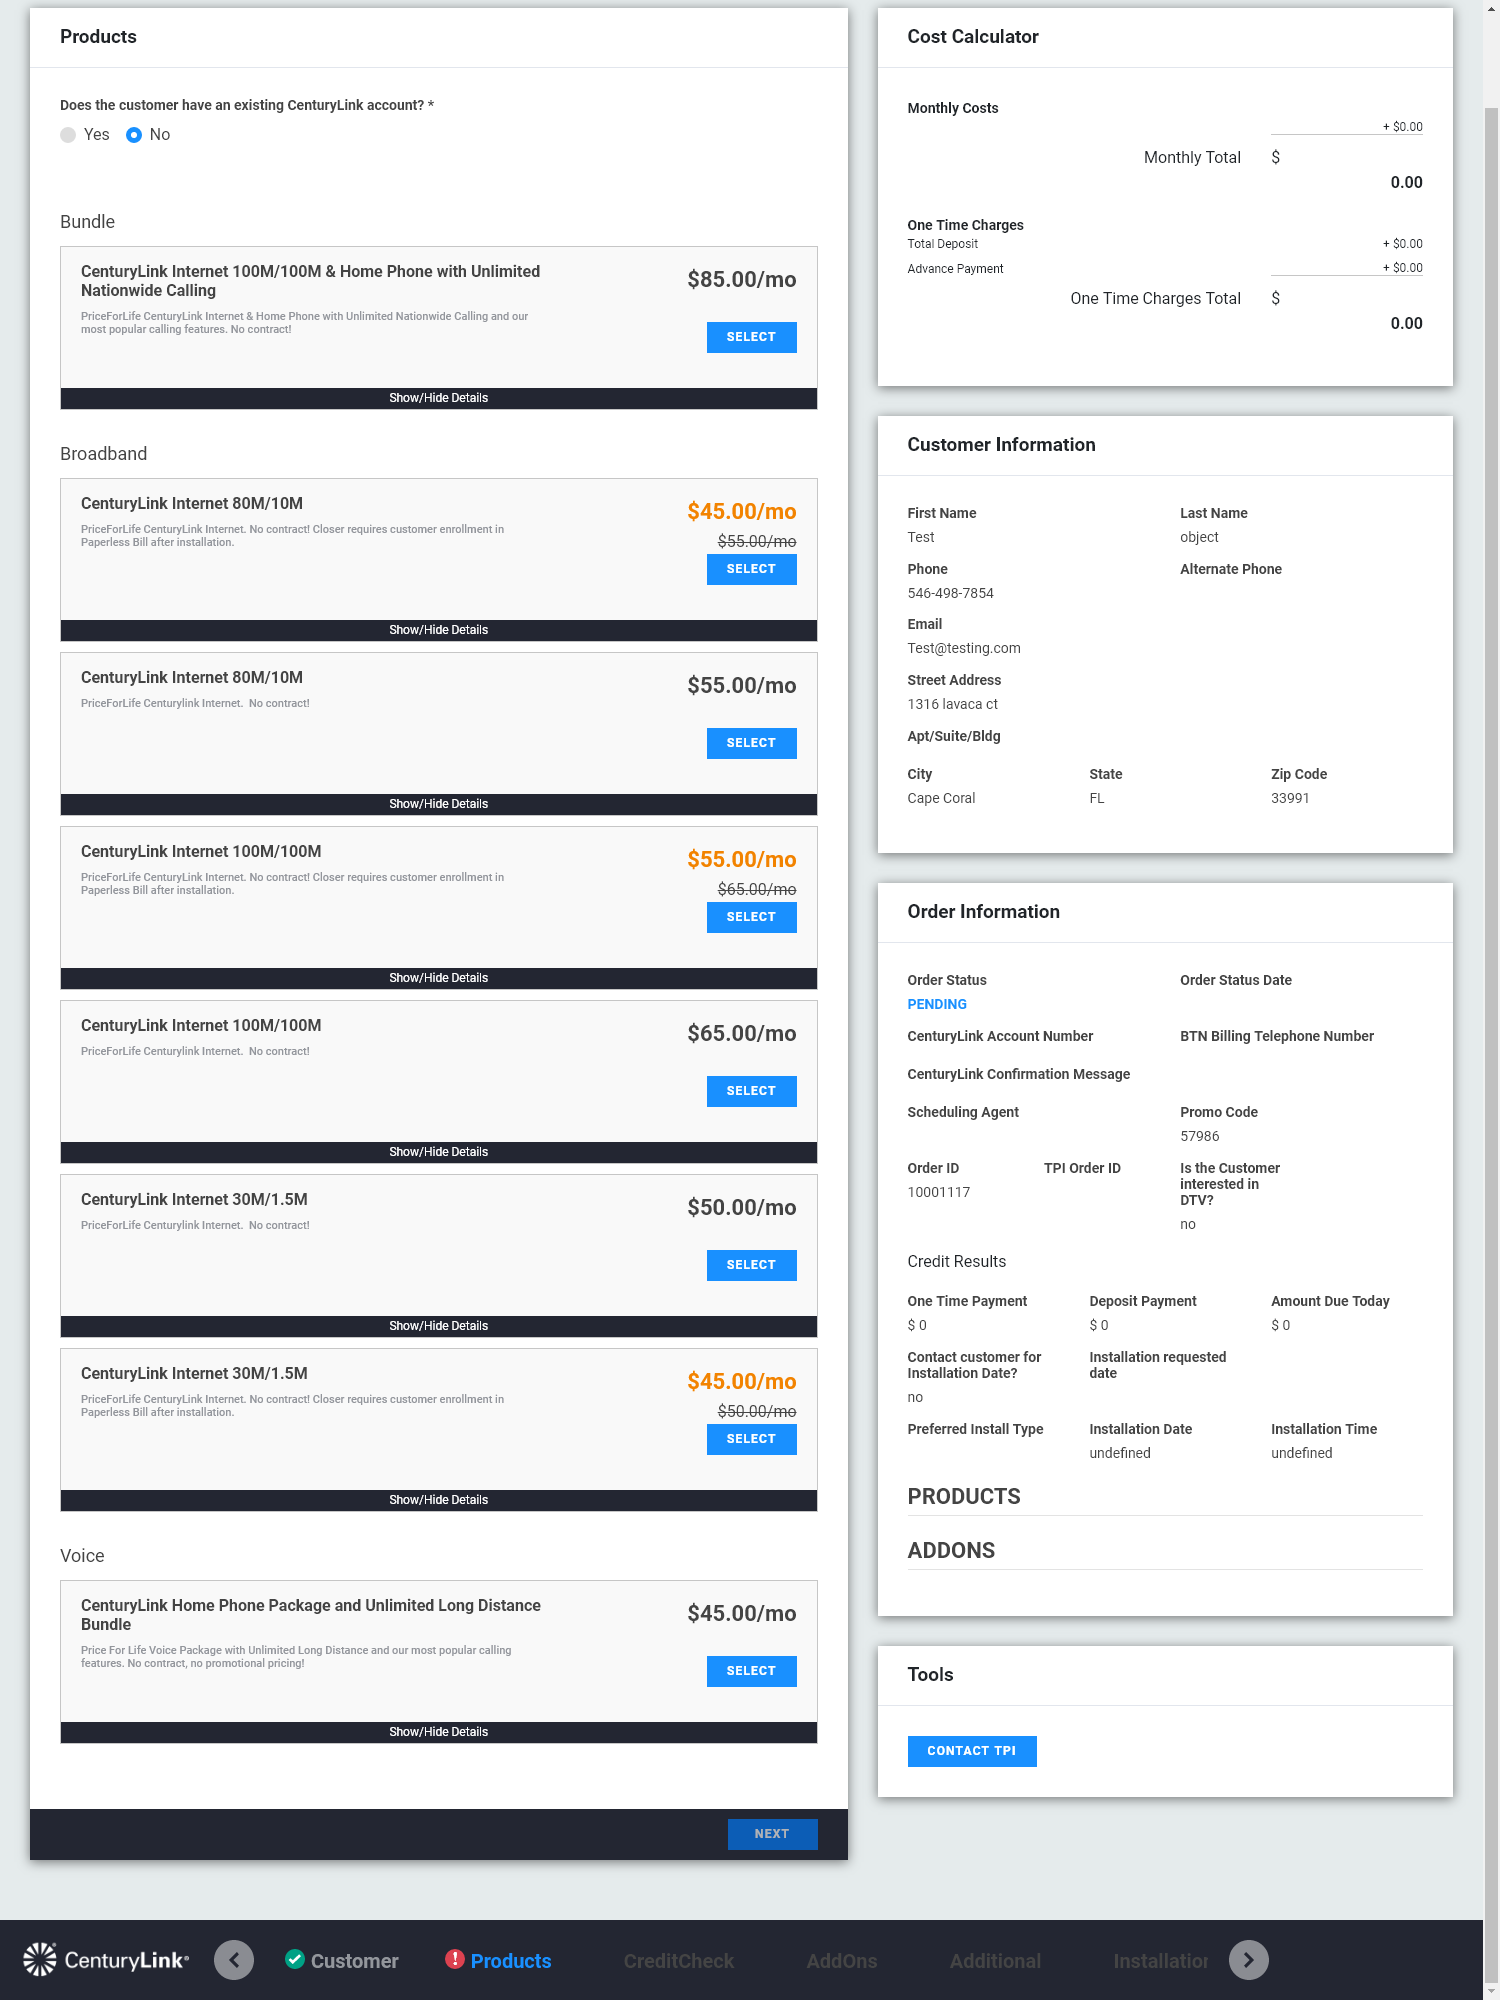 Products
Does the customer have an existing CenturyLink account? *
Yes No
Bundle
CenturyLink Internet 100M/100M & Home Phone with Unlimited
Nationwide Calling
$85.00/mo
PriceForLife CenturyLink Internet & Home Phone with Unlimited Nationwide Calling and our
most popular calling features. No contract!
SELECT
Show/Hide Details
Broadband
CenturyLink Internet 80M/10M
$45.00/mo
PriceForLife CenturyLink Internet. No contract! Closer requires customer enrollment in
Paperless Bill after installation.
$55.00/mo
SELECT
Show/Hide Details
CenturyLink Internet 80M/10M
$55.00/mo
PriceForLife Centurylink Internet.  No contract!
SELECT
Show/Hide Details
CenturyLink Internet 100M/100M
$55.00/mo
PriceForLife CenturyLink Internet. No contract! Closer requires customer enrollment in
Paperless Bill after installation.
$65.00/mo
SELECT
Show/Hide Details
CenturyLink Internet 100M/100M
$65.00/mo
PriceForLife Centurylink Internet.  No contract!
SELECT
Show/Hide Details
CenturyLink Internet 30M/1.5M
$50.00/mo
PriceForLife Centurylink Internet.  No contract!
SELECT
Show/Hide Details
CenturyLink Internet 30M/1.5M
$45.00/mo
PriceForLife CenturyLink Internet. No contract! Closer requires customer enrollment in
Paperless Bill after installation.
$50.00/mo
SELECT
Show/Hide Details
Voice
CenturyLink Home Phone Package and Unlimited Long Distance
Bundle
$45.00/mo
Price For Life Voice Package with Unlimited Long Distance and our most popular calling
features. No contract, no promotional pricing!
SELECT
Show/Hide Details
NEXT
Cost Calculator
Monthly Costs
+ $0.00
Monthly Total $
0.00
One Time Charges
Total Deposit + $0.00
Advance Payment + $0.00
One Time Charges Total $
0.00
Customer Information
First Name Last Name
Test object
Phone Alternate Phone
546-498-7854
Email
Test@testing.com
Street Address
1316 lavaca ct
Apt/Suite/Bldg
City State Zip Code
Cape Coral FL 33991
Order Information
Order Status Order Status Date
PENDING
CenturyLink Account Number BTN Billing Telephone Number
CenturyLink Confirmation Message
Scheduling Agent Promo Code
57986
Order ID TPI Order ID Is the Customer
interested in
DTV?
10001117
no
Credit Results
One Time Payment Deposit Payment Amount Due Today
$ 0 $ 0 $ 0
Contact customer for Installation requested
Installation Date? date
no
Preferred Install Type Installation Date Installation Time
undefined undefined
PRODUCTS
ADDONS
Tools
CONTACT TPI
CenturyLink® Customer Products CreditCheck AddOns Additional Installation